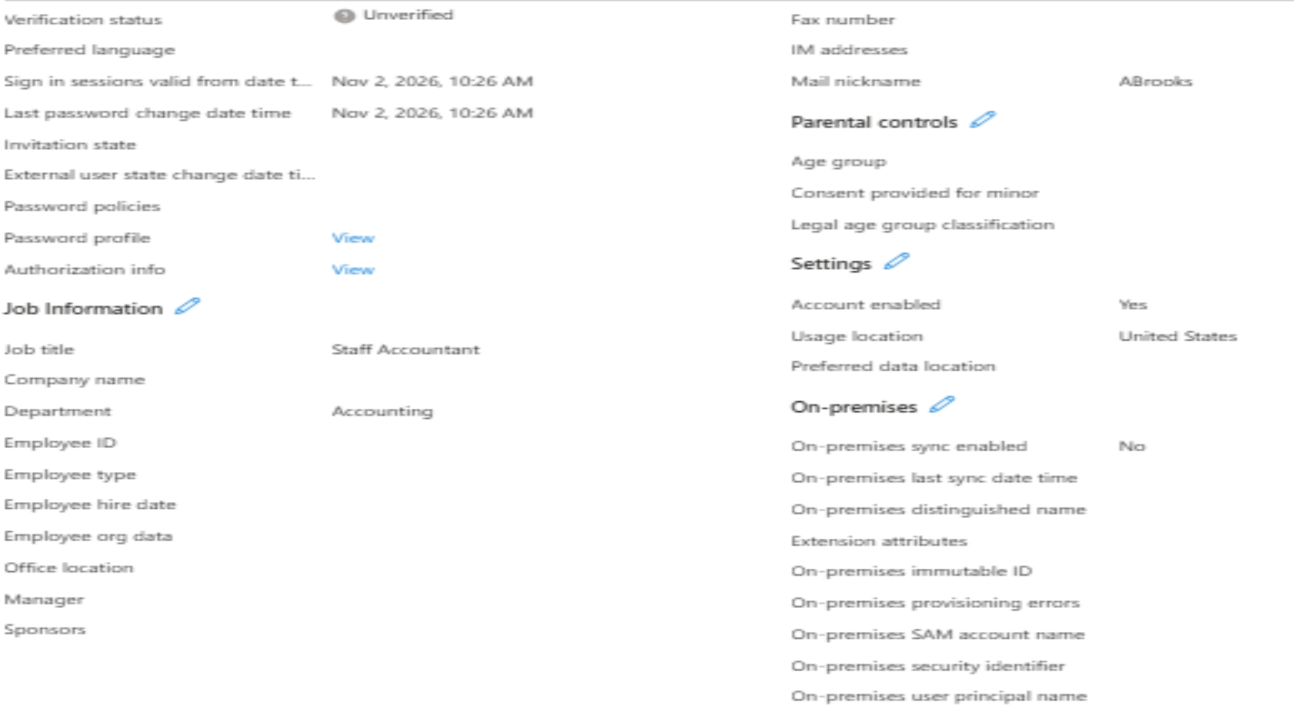 Verification status Unverified
Preferred language
Sign in sessions valid from date t... Nov 2, 2026, 10:26 AM
Last password change date time Nov 2, 2026, 10:26 AM
Invitation state
External user state change date ti...
Password policies
Password profile View
Authorization info View
Job Information
Job title Staff Accountant
Company name
Department Accounting
Employee ID
Employee type
Employee hire date
Employee org data
Office location
Manager
Sponsors
Fax number
IM addresses
Mail nickname ABrooks
Parental controls
Age group
Consent provided for minor
Legal age group classification
Settings
Account enabled Yes
Usage location United States
Preferred data location
On-premises
On-premises sync enabled No
On-premises last sync date time
On-premises distinguished name
Extension attributes
On-premises immutable ID
On-premises provisioning errors
On-premises SAM account name
On-premises security identifier
On-premises user principal name